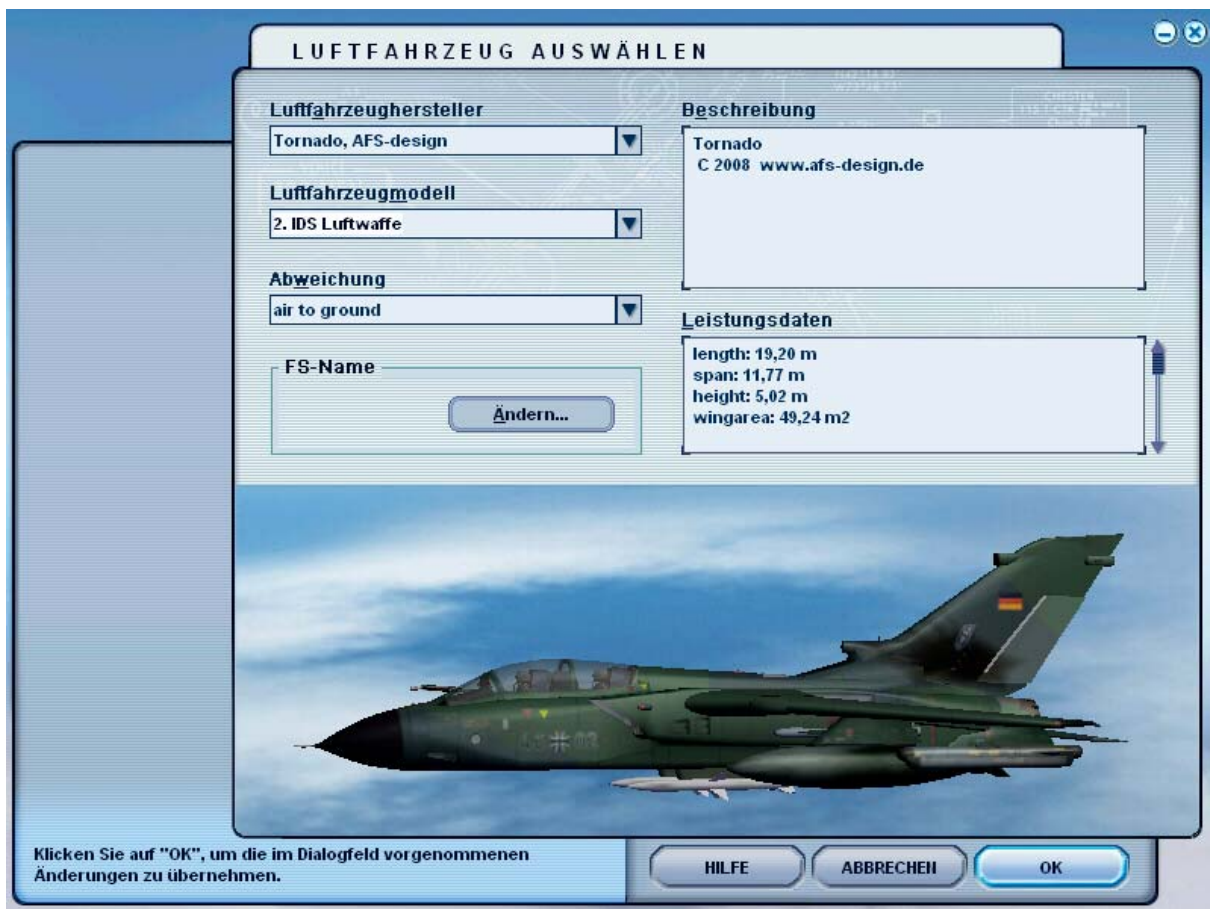 LUFTFAHRZEUG AUSWÄHLEN
Luftfahrzeughersteller
Tornado, AFS-design
Luftfahrzeugmodell
2. IDS Luftwaffe
Abweichung
air to ground
FS-Name
Ändern...
Beschreibung
Tornado
C 2008 www.afs-design.de
Leistungsdaten
length: 19,20 m
span: 11,77 m
height: 5,02 m
wingarea: 49,24 m2
Klicken Sie auf "OK", um die im Dialogfeld vorgenommenen
Änderungen zu übernehmen.
HILFE
ABBRECHEN
OK